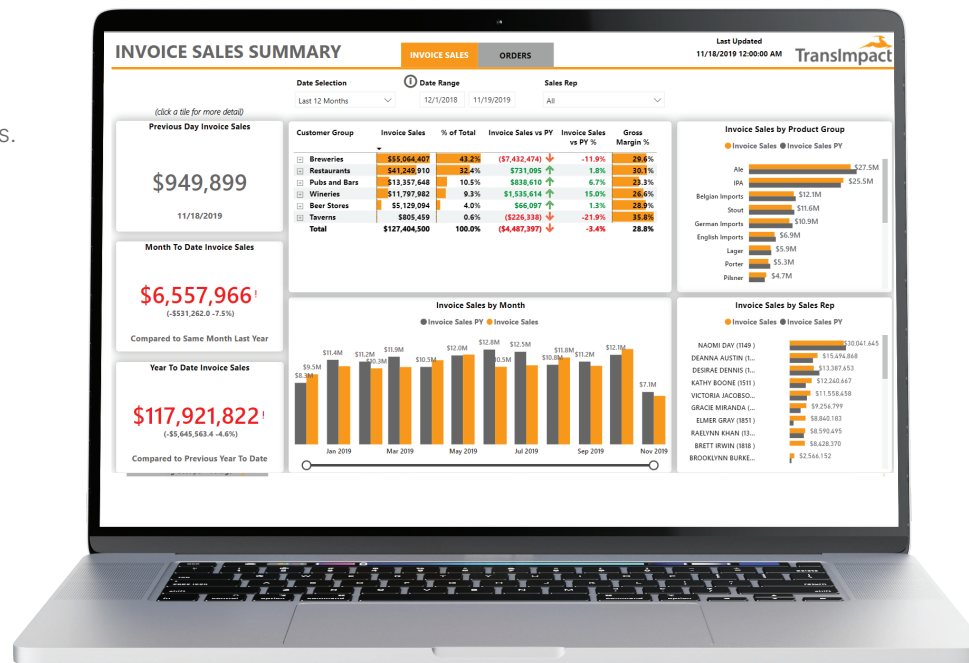 s.
INVOICE SALES SUMMARY
INVOICE SALES
ORDERS
Last Updated
11/18/2019 12:00:00 AM
TransImpact
Date Selection
Date Range
Sales Rep
Last 12 Months
12/1/2018 11/19/2019
All
(click a tile for more detail)
Previous Day Invoice Sales
$949,899
11/18/2019
Month To Date Invoice Sales
$6,557,966!
(-$531,262.0 -7.5%)
Compared to Same Month Last Year
Year To Date Invoice Sales
$117,921,822!
(-$5,645,563.4 -4.6%)
Compared to Previous Year To Date
Customer Group Invoice Sales % of Total Invoice Sales vs PY Invoice Sales vs PY % Gross Margin %
Breweries $55,064,407 43.2% ($7,432,474) -11.9% 29.6%
Restaurants $41,249,910 32.4% $731,095 1.8% 30.1%
Pubs and Bars $13,357,648 10.5% $838,610 6.7% 23.3%
Wineries $11,797,982 9.3% $1,535,614 15.0% 26.6%
Beer Stores $5,129,094 4.0% $66,097 1.3% 28.9%
Taverns $805,459 0.6% ($226,338) -21.9% 35.8%
Total $127,404,500 100.0% ($4,487,397) -3.4% 28.8%
Invoice Sales by Product Group
Invoice Sales Invoice Sales PY
Ale $27.5M
IPA $25.5M
Belgian Imports $12.1M
Stout $11.6M
German Imports $10.9M
English Imports $6.9M
Lager $5.9M
Porter $5.3M
Pilsner $4.7M
Invoice Sales by Month
Invoice Sales PY Invoice Sales
$8.3M $9.5M $11.4M $11.2M $10.3M $11.9M $10.5M $12.0M $12.8M $10.5M $12.5M $10.8M $11.8M $11.2M $12.1M $7.1M
Jan 2019 Mar 2019 May 2019 Jul 2019 Sep 2019 Nov 2019
Invoice Sales by Sales Rep
Invoice Sales Invoice Sales PY
NAOMI DAY (1149 ) $30,041,645
DEANNA AUSTIN (1... $15,494,868
DESIRAE DENNIS (1... $13,387,653
KATHY BOONE (1511 ) $12,240,667
VICTORIA JACOBSO... $11,558,458
GRACIE MIRANDA (... $9,256,799
ELMER GRAY (1851 ) $8,840,183
RAELYNN KHAN (13... $8,590,495
BRETT IRWIN (1818 ) $8,428,370
BROOKLYNN BURKE... $2,566,152